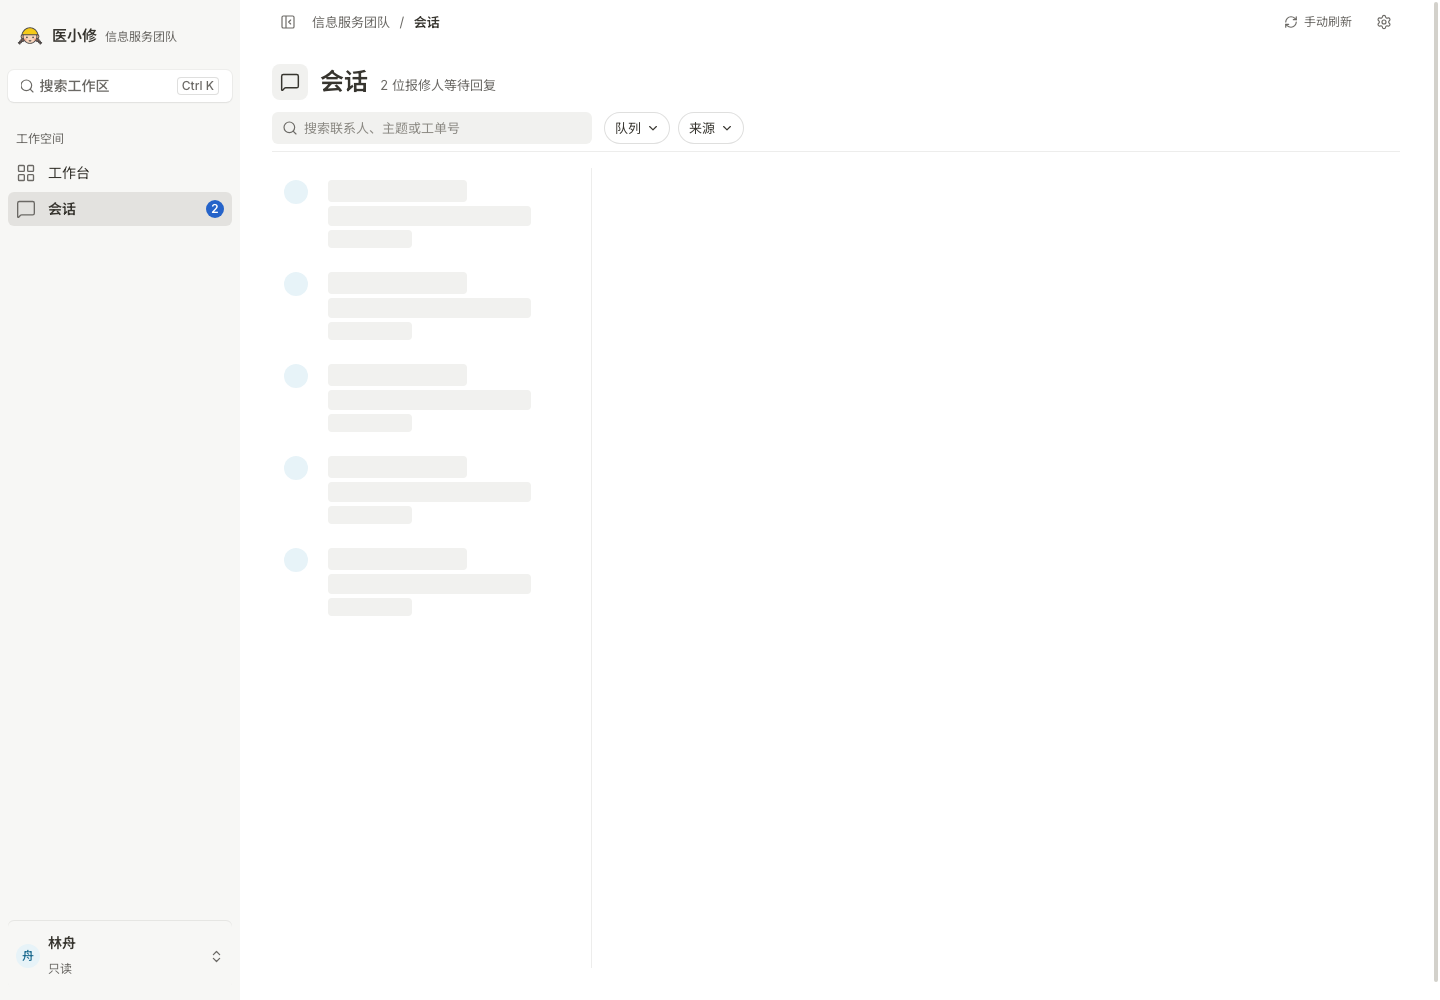 医小修 信息服务团队
搜索工作区 Ctrl K
工作空间
工作台
会话 2
舟 林舟
只读
信息服务团队 / 会话
手动刷新
会话 2 位报修人等待回复
搜索联系人、主题或工单号
队列
来源